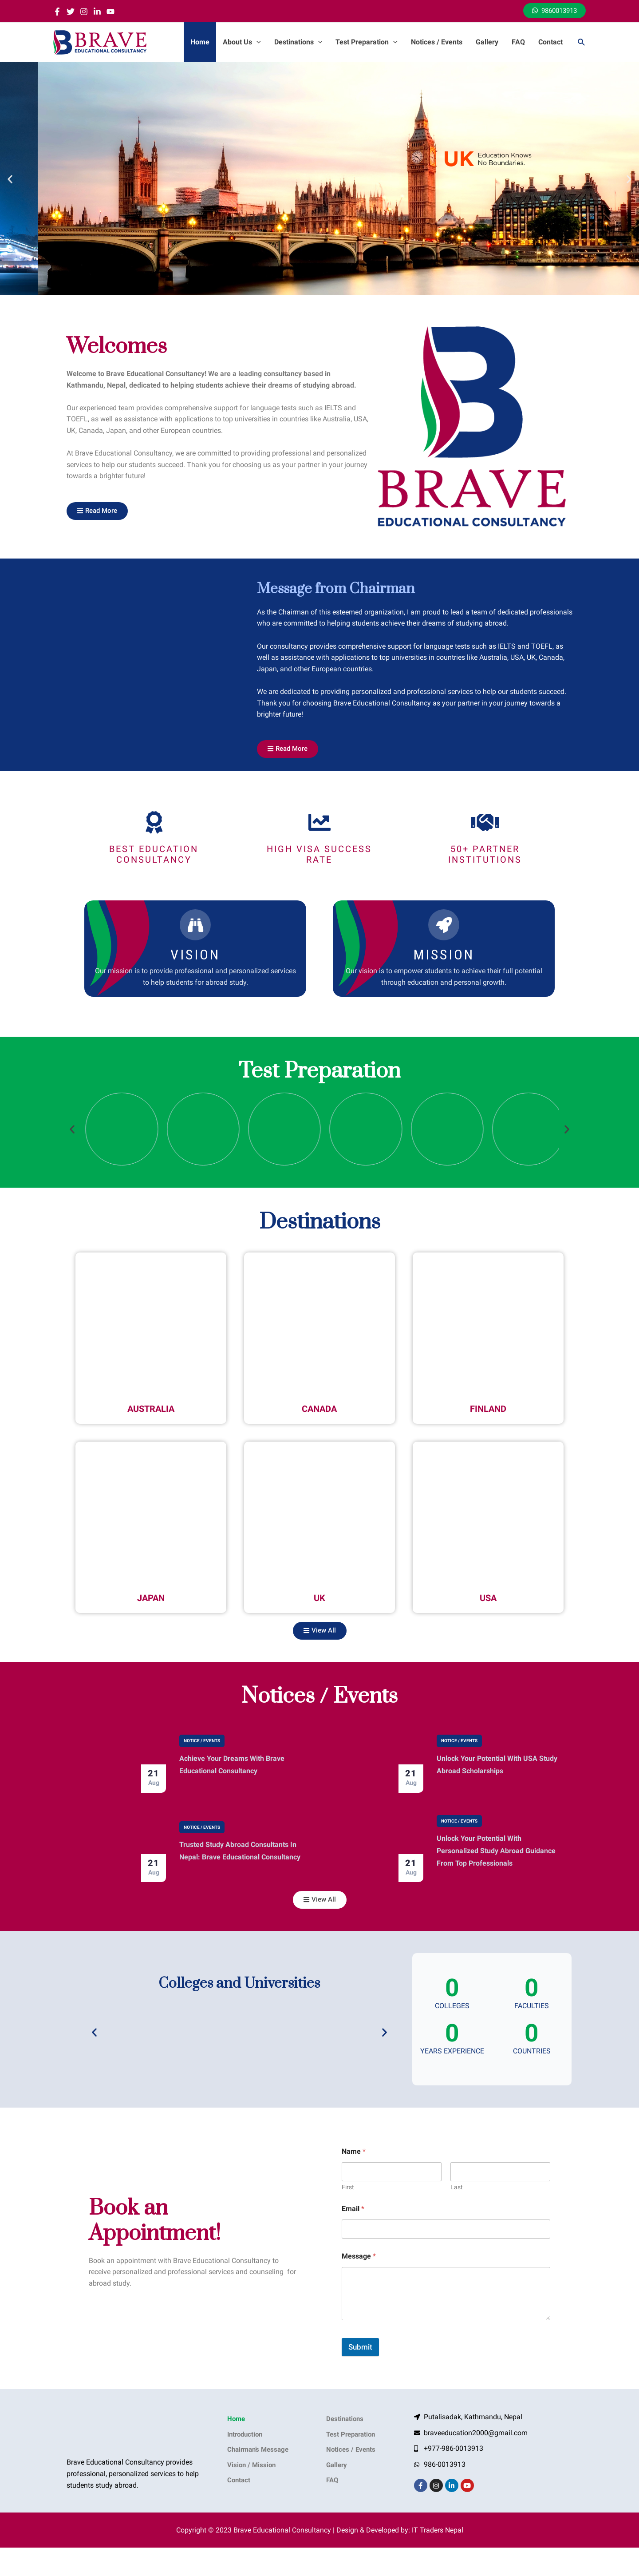 9860013913
BRAVE
EDUCATIONAL CONSULTANCY
Home
About Us
Destinations
Test Preparation
Notices / Events
Gallery
FAQ
Contact
UK
Education Knows
No Boundaries.
Welcomes
Welcome to Brave Educational Consultancy! We are a leading consultancy based in
Kathmandu, Nepal, dedicated to helping students achieve their dreams of studying abroad.
Our experienced team provides comprehensive support for language tests such as IELTS and
TOEFL, as well as assistance with applications to top universities in countries like Australia, USA,
UK, Canada, Japan, and other European countries.
At Brave Educational Consultancy, we are committed to providing professional and personalized
services to help our students succeed. Thank you for choosing us as your partner in your journey
towards a brighter future!
Read More
BRAVE
EDUCATIONAL CONSULTANCY
Message from Chairman
As the Chairman of this esteemed organization, I am proud to lead a team of dedicated professionals
who are committed to helping students achieve their dreams of studying abroad.
Our consultancy provides comprehensive support for language tests such as IELTS and TOEFL, as
well as assistance with applications to top universities in countries like Australia, USA, UK, Canada,
Japan, and other European countries.
We are dedicated to providing personalized and professional services to help our students succeed.
Thank you for choosing Brave Educational Consultancy as your partner in your journey towards a
brighter future!
Read More
BEST EDUCATION
CONSULTANCY
HIGH VISA SUCCESS
RATE
50+ PARTNER
INSTITUTIONS
VISION
Our mission is to provide professional and personalized services
to help students for abroad study.
MISSION
Our vision is to empower students to achieve their full potential
through education and personal growth.
Test Preparation
Destinations
AUSTRALIA
CANADA
FINLAND
JAPAN
UK
USA
View All
Notices / Events
NOTICE / EVENTS
21
Aug
Achieve Your Dreams With Brave
Educational Consultancy
NOTICE / EVENTS
21
Aug
Unlock Your Potential With USA Study
Abroad Scholarships
NOTICE / EVENTS
21
Aug
Trusted Study Abroad Consultants In
Nepal: Brave Educational Consultancy
NOTICE / EVENTS
21
Aug
Unlock Your Potential With
Personalized Study Abroad Guidance
From Top Professionals
View All
Colleges and Universities
0
COLLEGES
0
FACULTIES
0
YEARS EXPERIENCE
0
COUNTRIES
Book an
Appointment!
Book an appointment with Brave Educational Consultancy to
receive personalized and professional services and counseling for
abroad study.
Name *
First
Last
Email *
Message *
Submit
Brave Educational Consultancy provides
professional, personalized services to help
students study abroad.
Home
Introduction
Chairman's Message
Vision / Mission
Contact
Destinations
Test Preparation
Notices / Events
Gallery
FAQ
Putalisadak, Kathmandu, Nepal
braveeducation2000@gmail.com
+977-986-0013913
986-0013913
Copyright © 2023 Brave Educational Consultancy | Design & Developed by: IT Traders Nepal